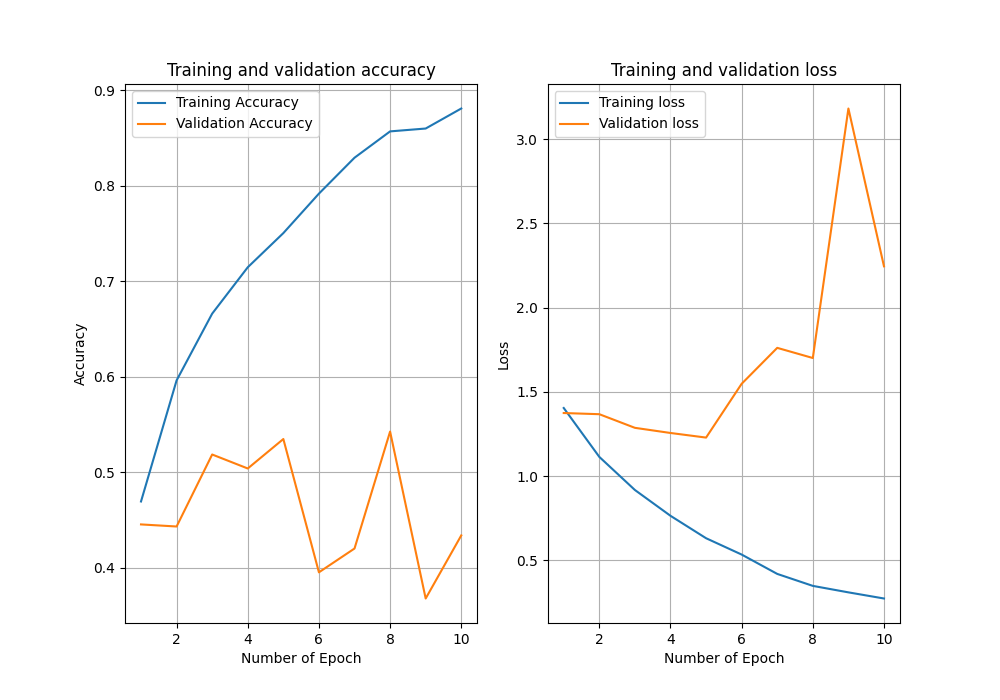 Training and validation accuracy
Training Accuracy
Validation Accuracy
0.9
0.8
0.7
0.6
0.5
0.4
Accuracy
2 4 6 8 10
Number of Epoch
Training and validation loss
Training loss
Validation loss
3.0
2.5
2.0
1.5
1.0
0.5
Loss
2 4 6 8 10
Number of Epoch